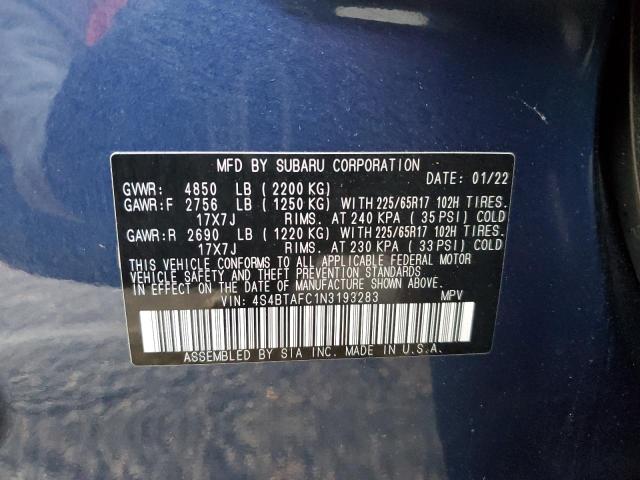 MFD BY SUBARU CORPORATION
DATE: 01/22
GVWR: 4850 LB (2200 KG)
GAWR:F 2756 LB (1250 KG) WITH 225/65R17 102H TIRES.
17X7J RIMS. AT 240 KPA (35 PSI) COLD
GAWR:R 2690 LB (1220 KG) WITH 225/65R17 102H TIRES.
17X7J RIMS. AT 230 KPA (33 PSI) COLD
THIS VEHICLE CONFORMS TO ALL APPLICABLE FEDERAL MOTOR
VEHICLE SAFETY AND THEFT PREVENTION STANDARDS
IN EFFECT ON THE DATE OF MANUFACTURE SHOWN ABOVE.
VIN: 4S4BTAFC1N3193283 MPV
ASSEMBLED BY SIA INC. MADE IN U.S.A.